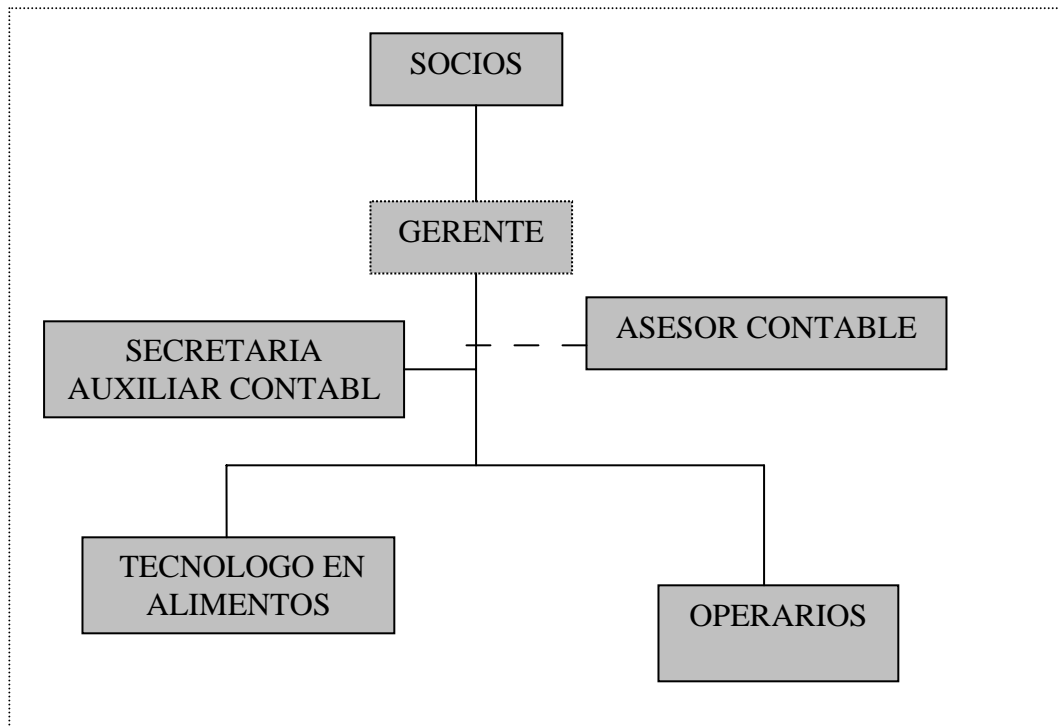 SOCIOS
GERENTE
ASESOR CONTABLE
SECRETARIA
AUXILIAR CONTABL
TECNOLOGO EN
ALIMENTOS
OPERARIOS